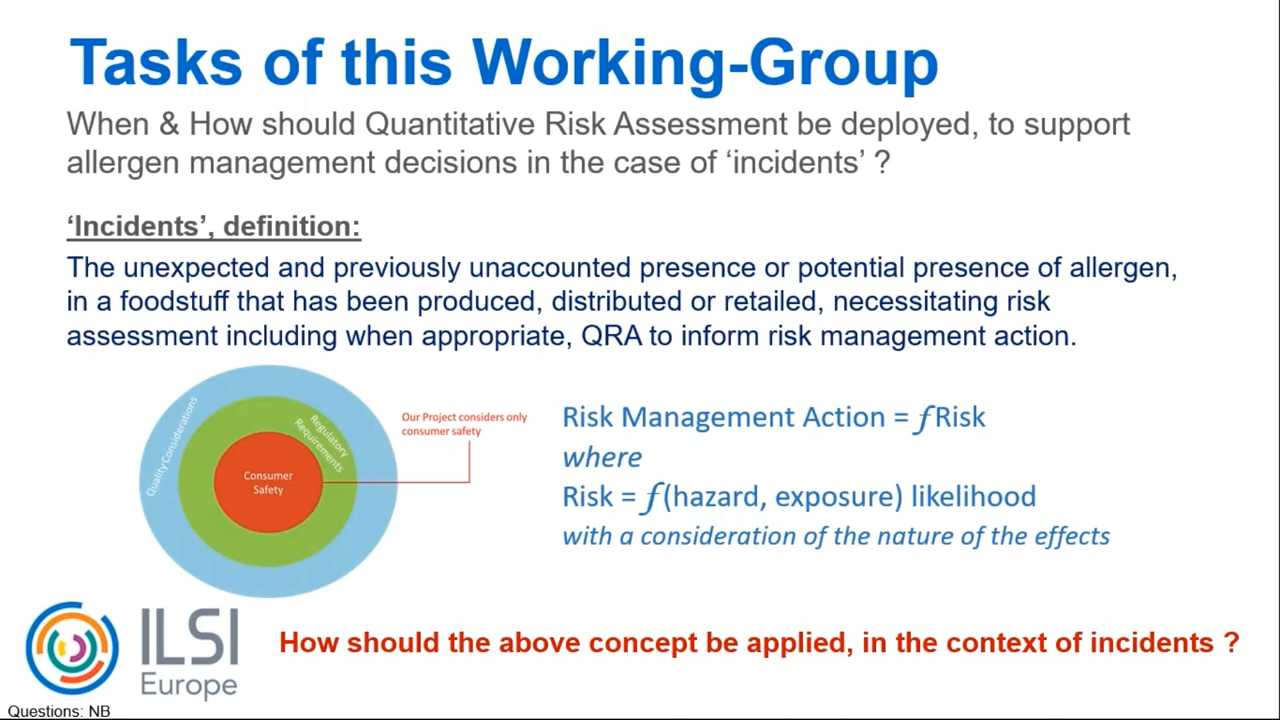 Tasks of this Working-Group
When & How should Quantitative Risk Assessment be deployed, to support
allergen management decisions in the case of ‘incidents’ ?
‘Incidents’, definition:
The unexpected and previously unaccounted presence or potential presence of allergen,
in a foodstuff that has been produced, distributed or retailed, necessitating risk
assessment including when appropriate, QRA to inform risk management action.
Quality Considerations
Regulatory
Requirements
Consumer
Safety
Our Project considers only
consumer safety
Risk Management Action = ƒRisk
where
Risk = ƒ(hazard, exposure) likelihood
with a consideration of the nature of the effects
ILSI
Europe
How should the above concept be applied, in the context of incidents ?
Questions: NB